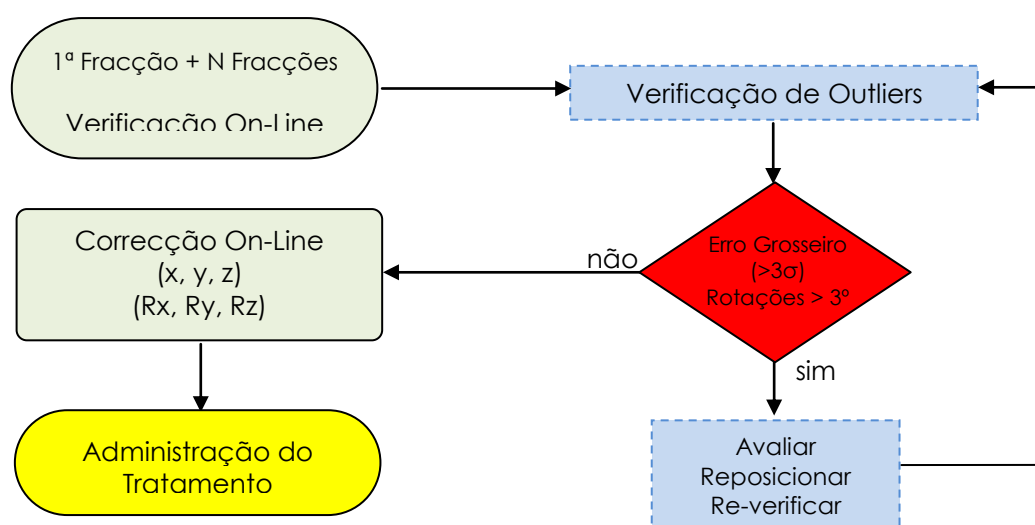 1ª Fracção + N Fracções
Verificação On-Line
Verificação de Outliers
Correcção On-Line
(x, y, z)
(Rx, Ry, Rz)
não
Erro Grosseiro
(>3σ)
Rotações > 3º
sim
Administração do
Tratamento
Avaliar
Reposicionar
Re-verificar